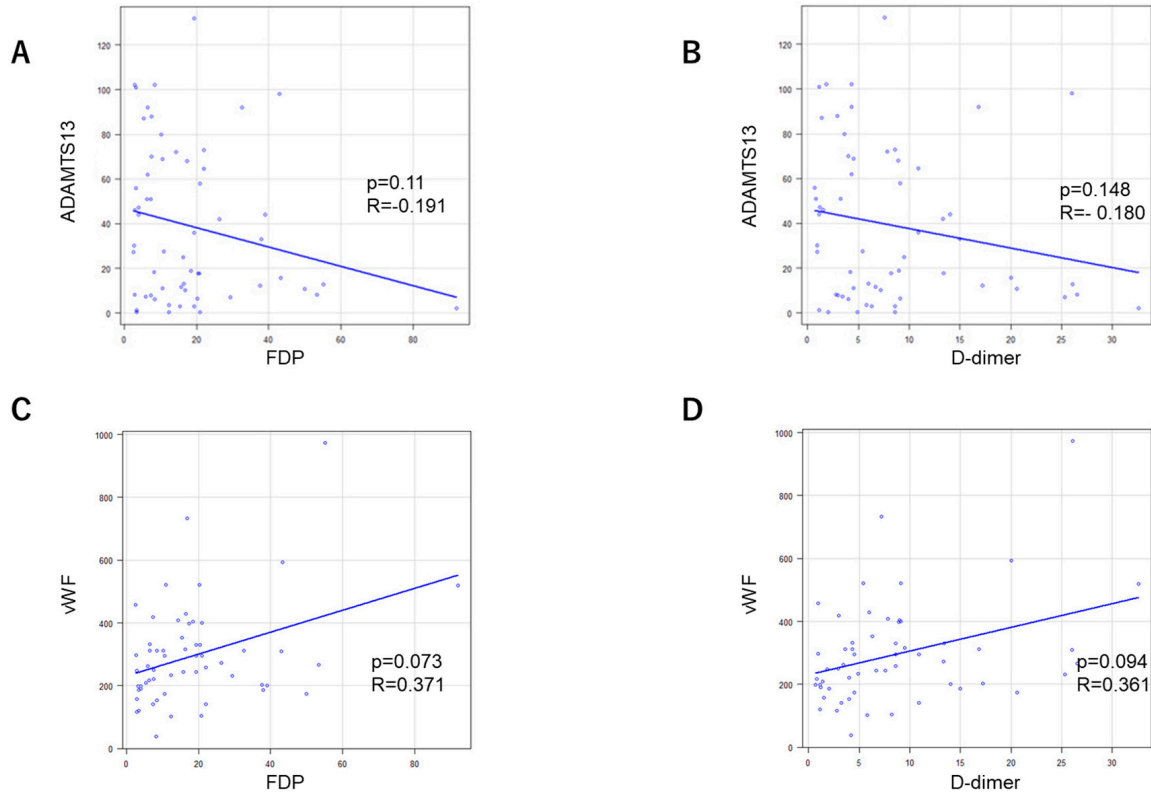 A
120
100
80
60
40
20
0
ADAMTS13
p=0.11
R=-0.191
0 20 40 60 80
FDP
B
120
100
80
60
40
20
0
ADAMTS13
p=0.148
R=- 0.180
0 5 10 15 20 25 30
D-dimer
C
1000
800
600
400
200
0
vWF
p=0.073
R=0.371
0 20 40 60 80
FDP
D
1000
800
600
400
200
0
vWF
p=0.094
R=0.361
0 5 10 15 20 25 30
D-dimer